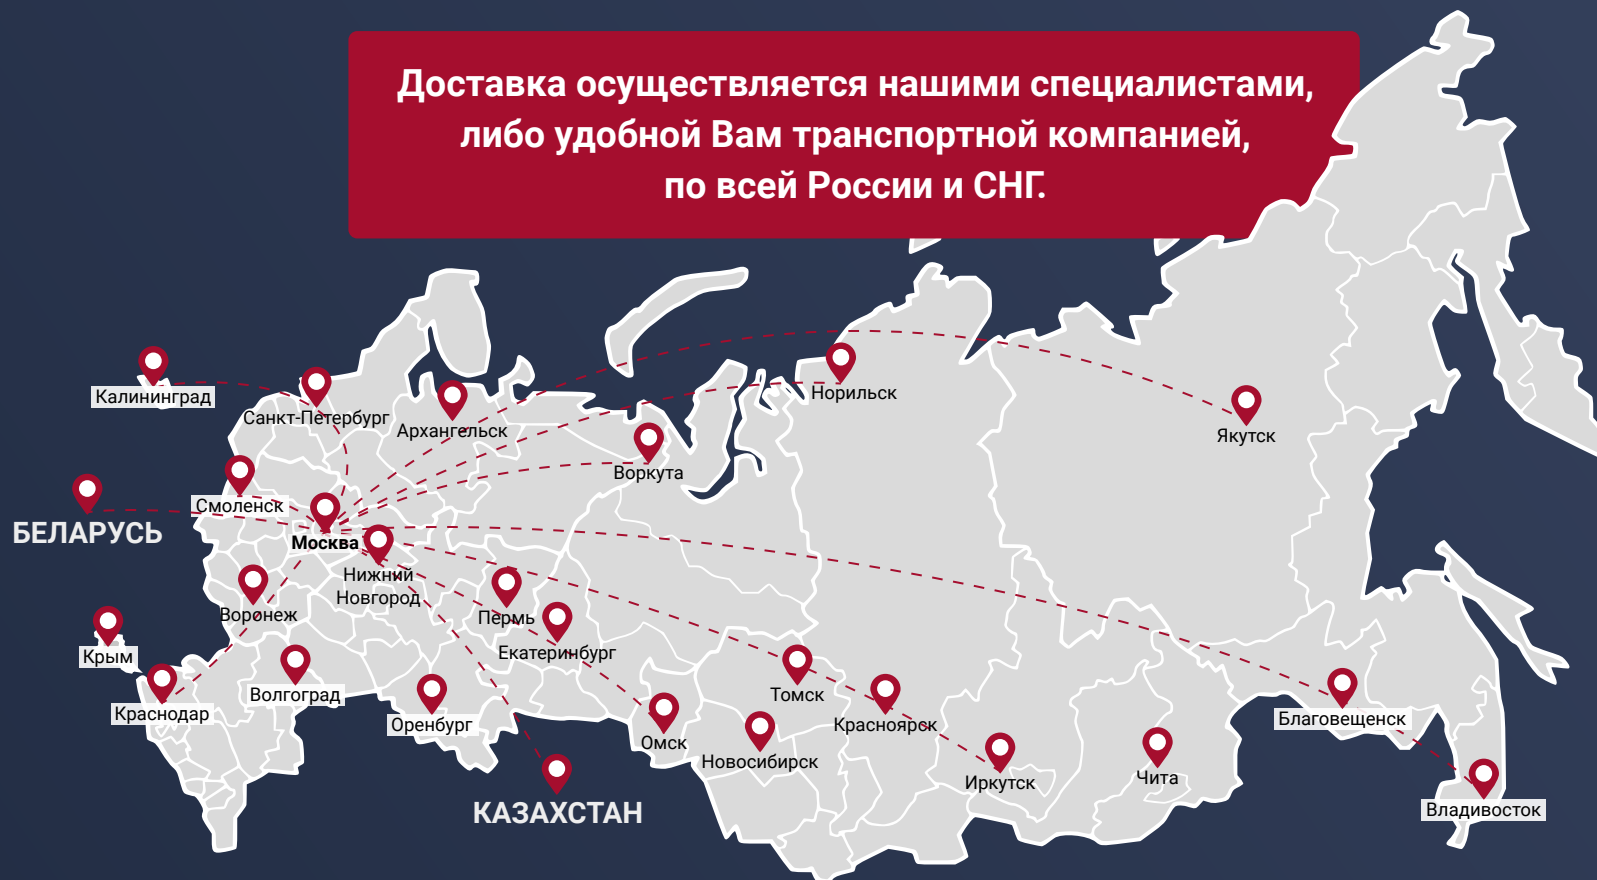 Доставка осуществляется нашими специалистами,
либо удобной Вам транспортной компанией,
по всей России и СНГ.
Калининград
Санкт-Петербург
Архангельск
Норильск
Якутск
Воркута
Смоленск
БЕЛАРУСЬ
Москва
Нижний
Новгород
Воронеж
Пермь
Екатеринбург
Крым
Волгоград
Томск
Краснодар
Оренбург
Красноярск
Благовещенск
Омск
Новосибирск
Иркутск
Чита
КАЗАХСТАН
Владивосток